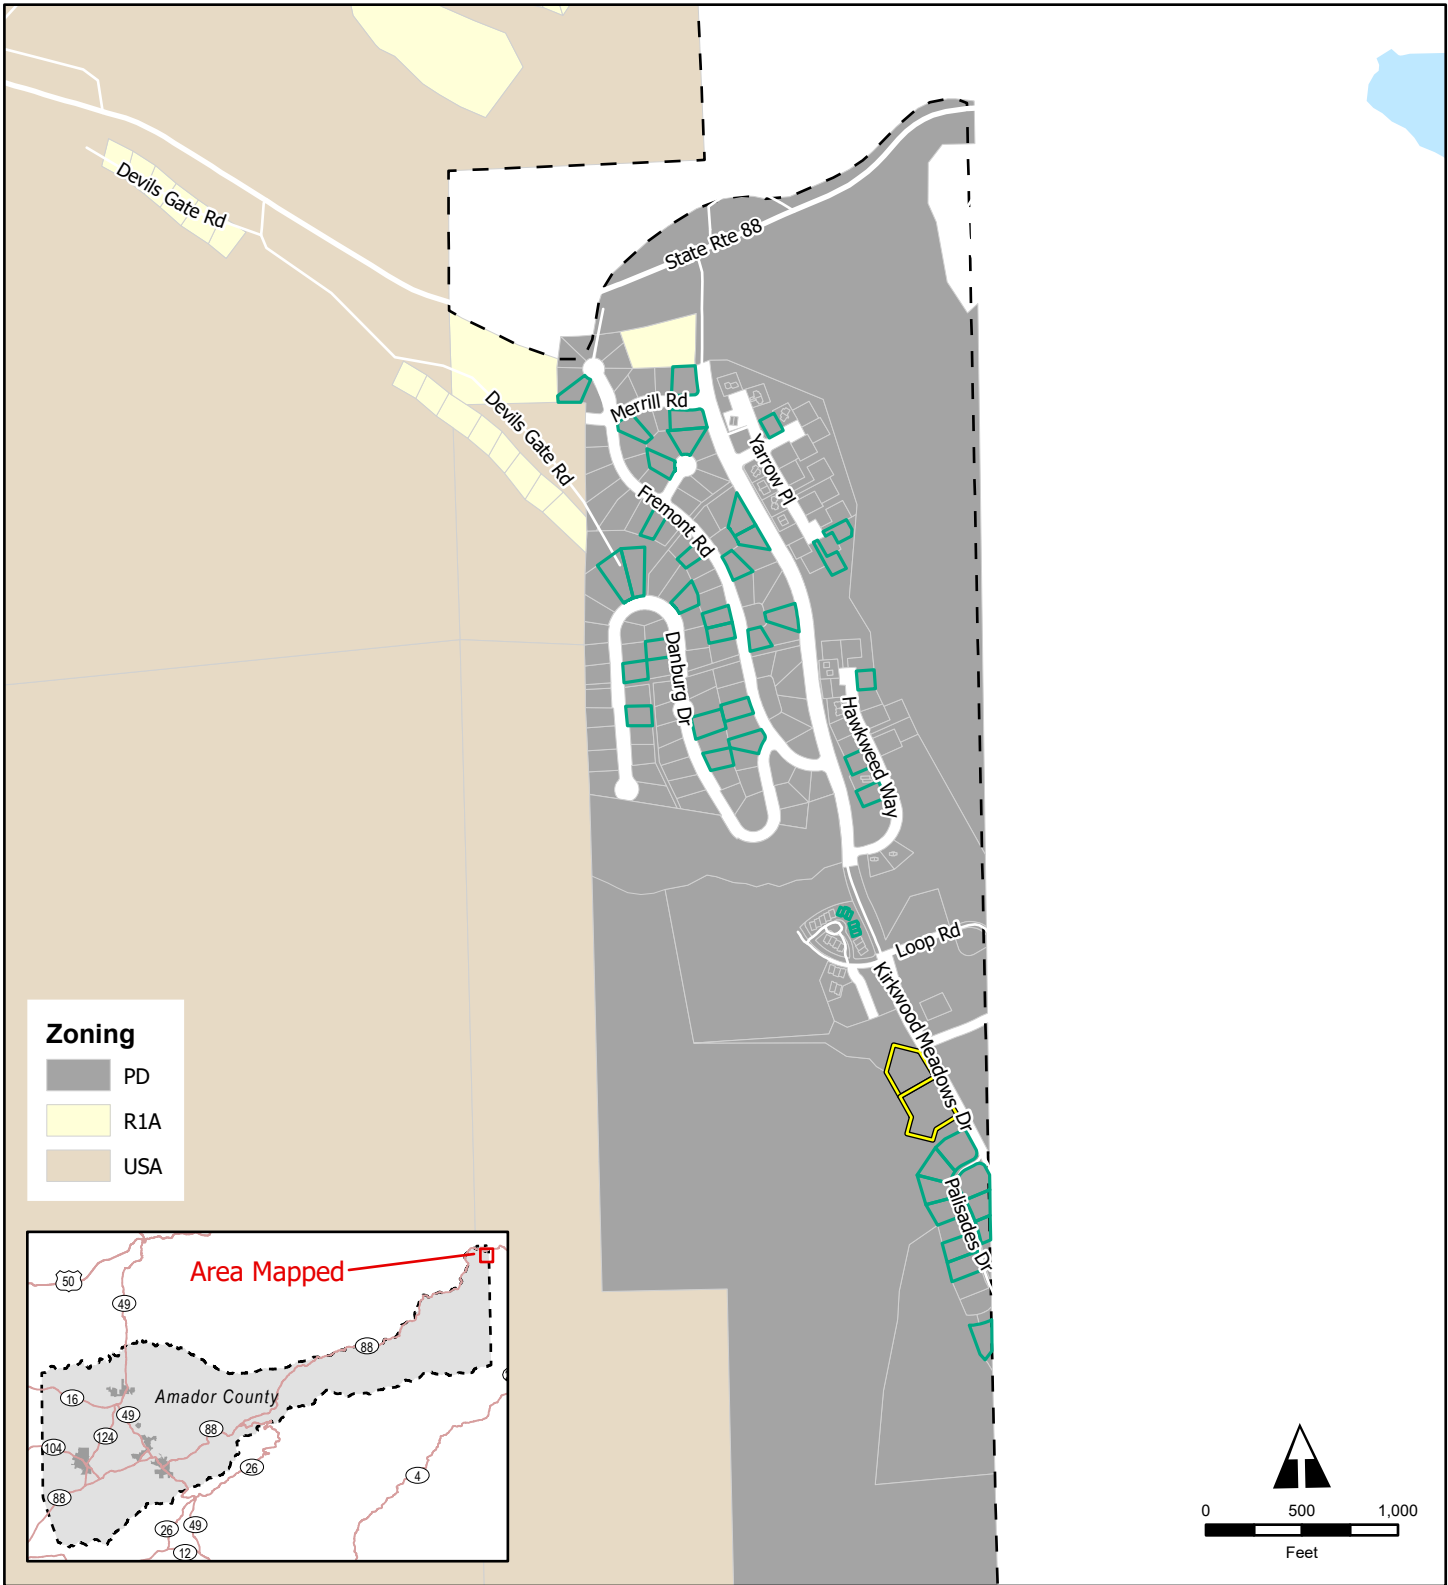 Devils Gate Rd
State Rte 88
Merrill Rd
Devils Gate Rd
Yarrow Pl
Fremont Rd
Danburg Dr
Hawkweed Way
Loop Rd
Kirkwood Meadows Dr
Palisades Dr
Zoning
PD
R1A
USA
Area Mapped
50
49
88
16
Amador County
49
88
124
104
26
4
88
26
49
12
0 500 1,000
Feet